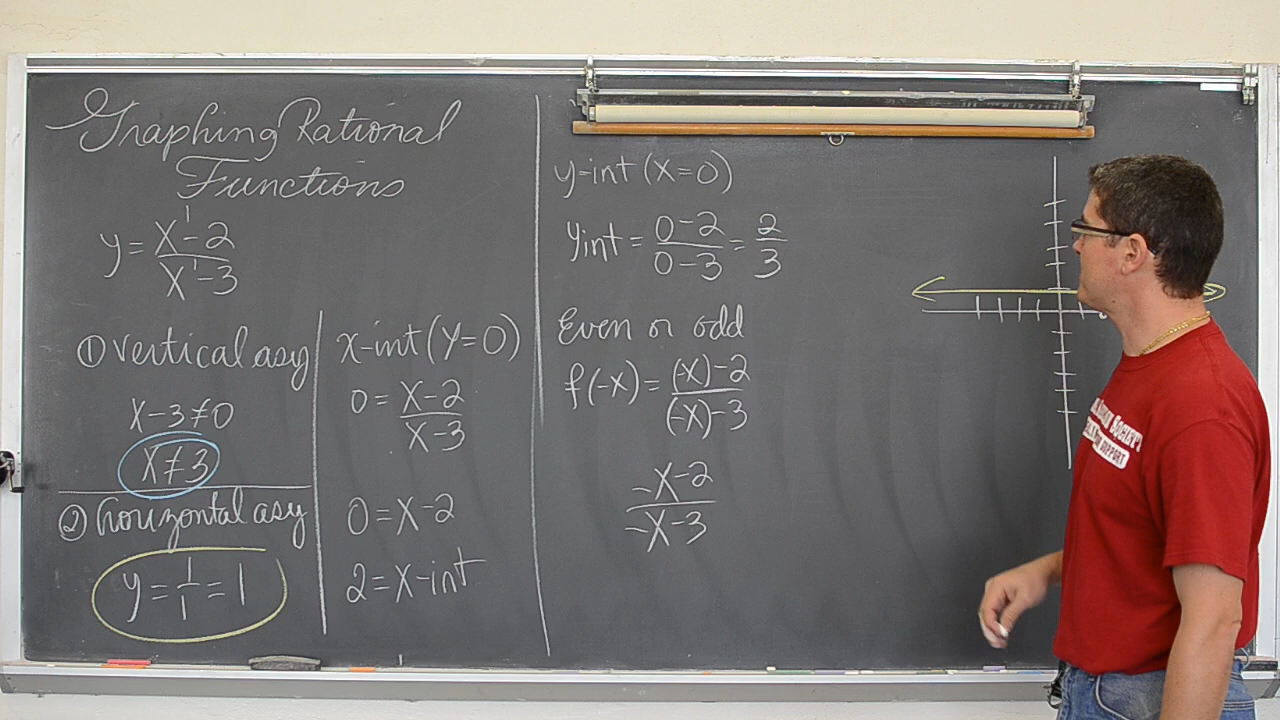 Graphing Rational
Functions
y = x¹-2 / x¹-3
① vertical asy
x-3≠0
x≠3
② horizontal asy
y = 1/1 = 1
x-int (y=0)
0 = x-2 / x-3
0 = x-2
2 = x-int
y-int (x=0)
yint = 0-2 / 0-3 = 2/3
Even or odd
f(-x) = (-x)-2 / (-x)-3
-x-2 / -x-3